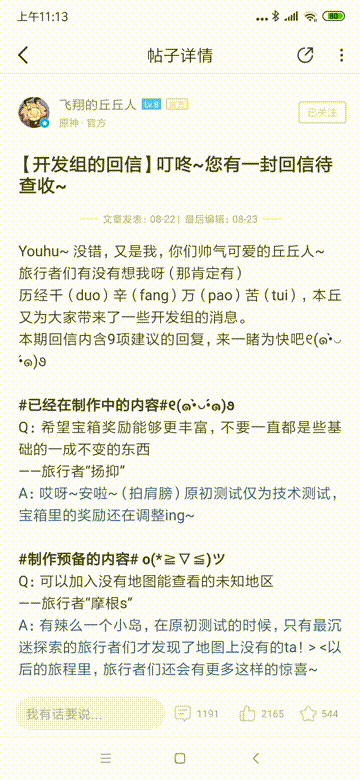 上午11:13
80
帖子详情
飞翔的丘丘人 Lv.8
原神·官方
已关注
【开发组的回信】叮咚~您有一封回信待
查收~
文章发表：08-22 | 最后编辑：08-23
Youhu~ 没错，又是我，你们帅气可爱的丘丘人~
旅行者们有没有想我呀（那肯定有）
历经千（duo）辛（fang）万（pao）苦（tui），本丘
又为大家带来了一些开发组的消息。
本期回信内含9项建议的回复，来一睹为快吧୧(๑•̀◡
•́๑)૭
#已经在制作中的内容#୧(๑•̀◡•́๑)૭
Q：希望宝箱奖励能够更丰富，不要一直都是些基
础的一成不变的东西
——旅行者“扬抑”
A：哎呀~安啦~（拍肩膀）原初测试仅为技术测试，
宝箱里的奖励还在调整ing~
#制作预备的内容# o(*≧▽≦)ツ
Q：可以加入没有地图能查看的未知地区
——旅行者“摩根s”
A：有辣么一个小岛，在原初测试的时候，只有最沉
迷探索的旅行者们才发现了地图上没有的ta！> <以
后的旅程里，旅行者们还会有更多这样的惊喜~
我有话要说... 1191 2165 544